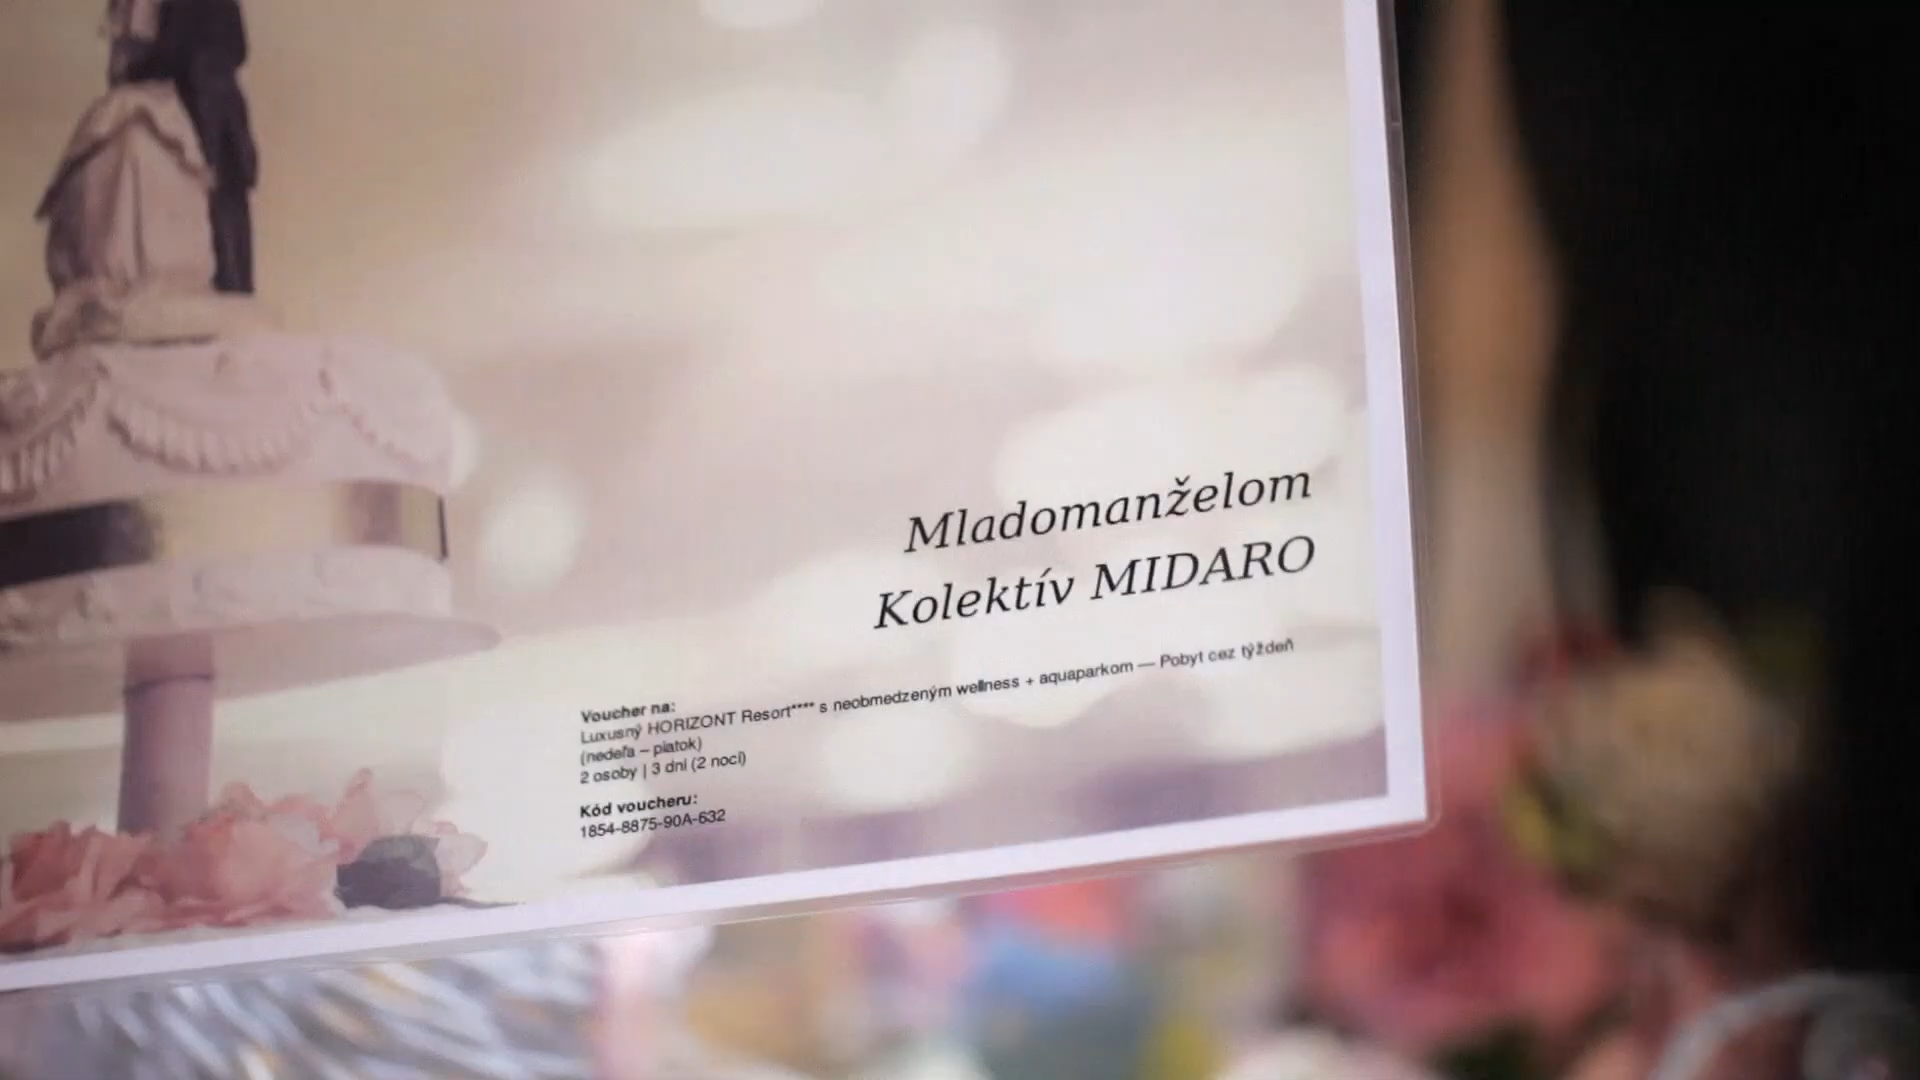 Mladomanželom
Kolektív MIDARO
Voucher na:
Luxusný HORIZONT Resort**** s neobmedzeným wellness + aquaparkom — Pobyt cez týždeň
(nedeľa – piatok)
2 osoby | 3 dni (2 noci)
Kód voucheru:
1854-8875-90A-632